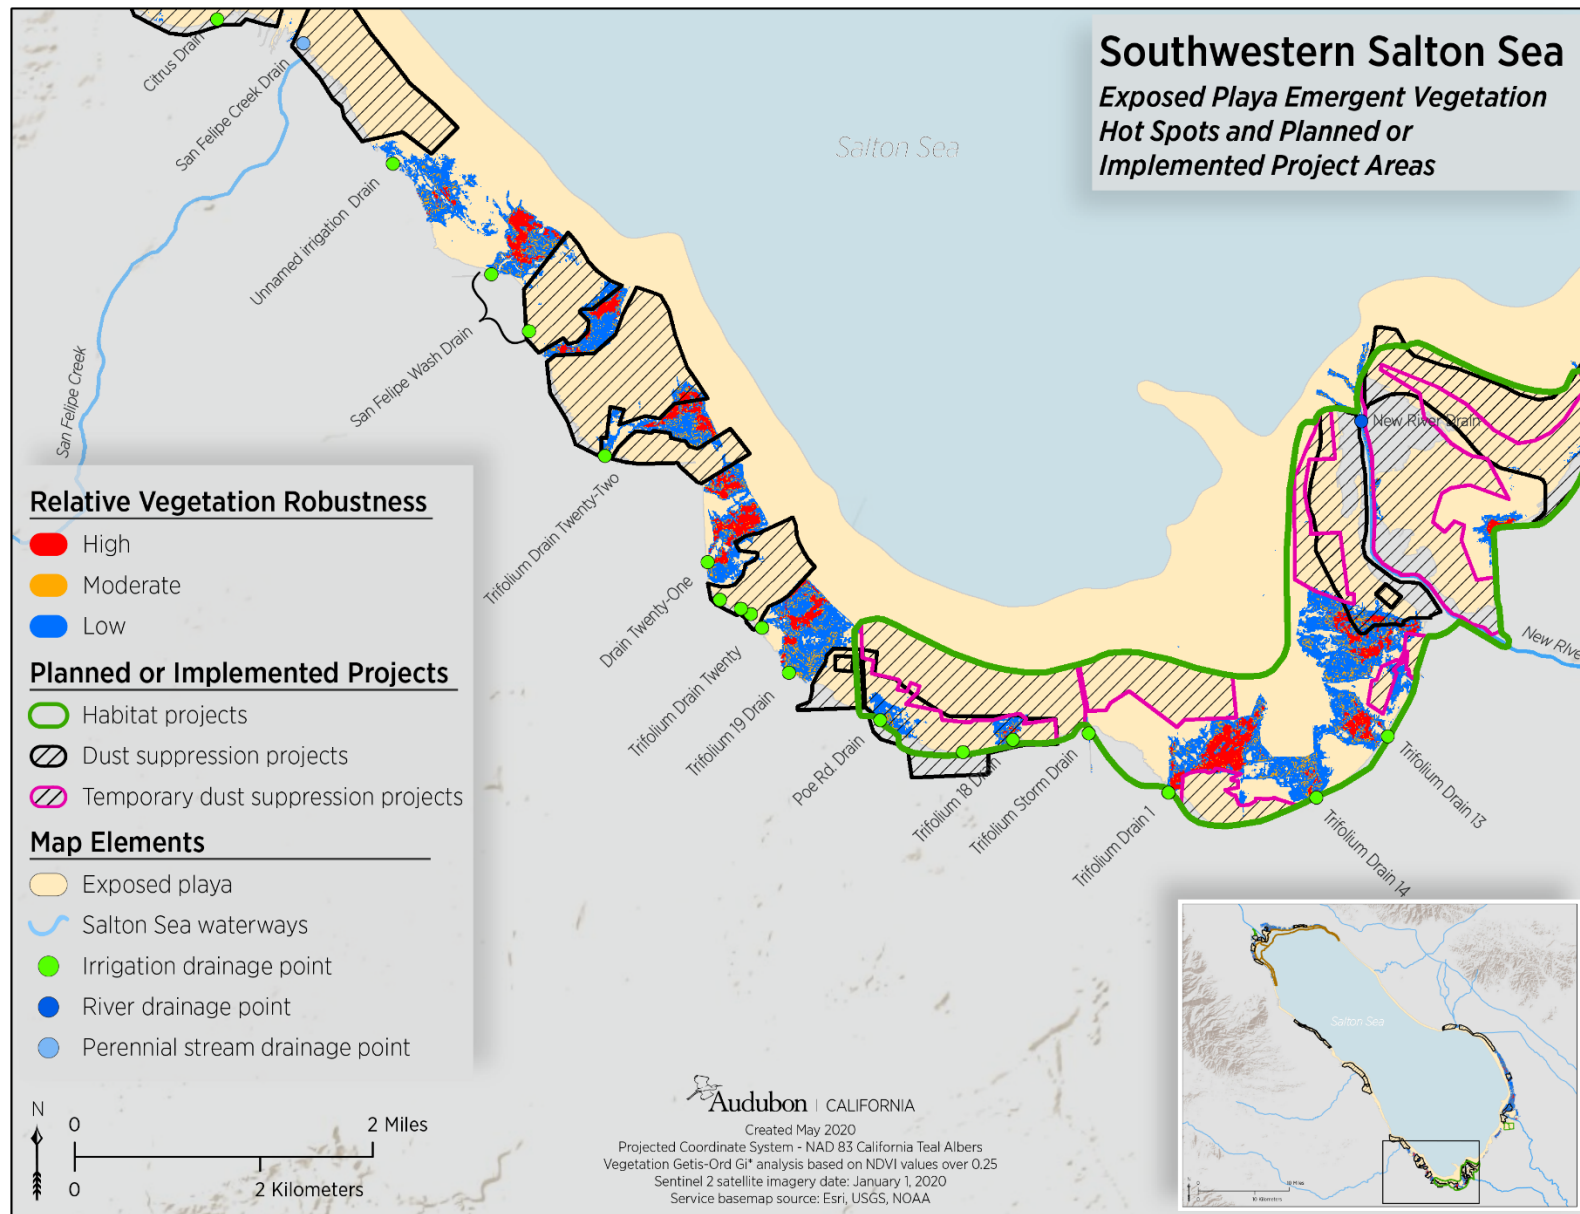 Southwestern Salton Sea
Exposed Playa Emergent Vegetation
Hot Spots and Planned or
Implemented Project Areas
Salton Sea
Citrus Drain
San Felipe Creek Drain
Unnamed irrigation Drain
San Felipe Wash Drain
San Felipe Creek
Trifolium Drain Twenty-Two
Drain Twenty-One
Trifolium Drain Twenty
Trifolium 19 Drain
Poe Rd. Drain
Trifolium 18 Drain
Trifolium Storm Drain
Trifolium Drain 1
Trifolium Drain 14
Trifolium Drain 13
New River Drain
New Rive
Relative Vegetation Robustness
High
Moderate
Low
Planned or Implemented Projects
Habitat projects
Dust suppression projects
Temporary dust suppression projects
Map Elements
Exposed playa
Salton Sea waterways
Irrigation drainage point
River drainage point
Perennial stream drainage point
N
0 2 Miles
0 2 Kilometers
Audubon | CALIFORNIA
Created May 2020
Projected Coordinate System - NAD 83 California Teal Albers
Vegetation Getis-Ord Gi* analysis based on NDVI values over 0.25
Sentinel 2 satellite imagery date: January 1, 2020
Service basemap source: Esri, USGS, NOAA
Salton Sea
10 Kilometers